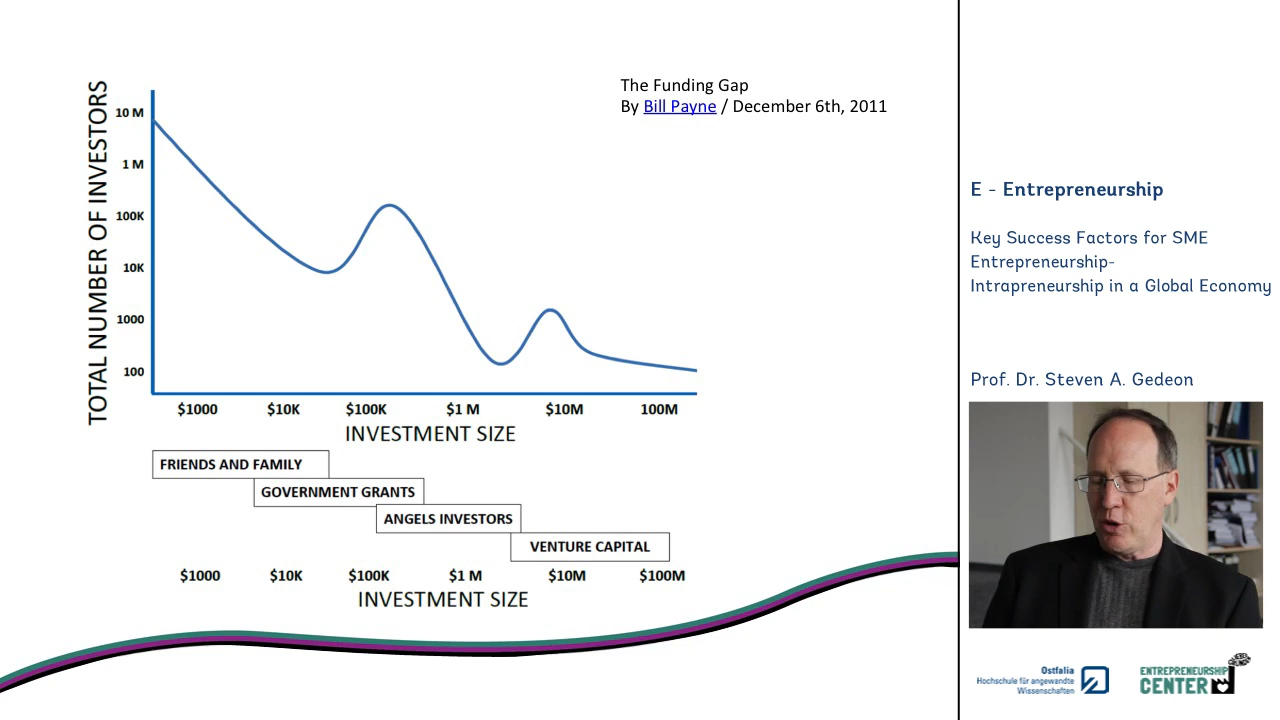 The Funding Gap
By Bill Payne / December 6th, 2011
TOTAL NUMBER OF INVESTORS
10 M
1 M
100K
10K
1000
100
$1000 $10K $100K $1 M $10M 100M
INVESTMENT SIZE
FRIENDS AND FAMILY
GOVERNMENT GRANTS
ANGELS INVESTORS
VENTURE CAPITAL
$1000 $10K $100K $1 M $10M $100M
INVESTMENT SIZE
E - Entrepreneurship
Key Success Factors for SME
Entrepreneurship-
Intrapreneurship in a Global Economy
Prof. Dr. Steven A. Gedeon
Ostfalia
Hochschule für angewandte
Wissenschaften
ENTREPRENEURSHIP
CENTER